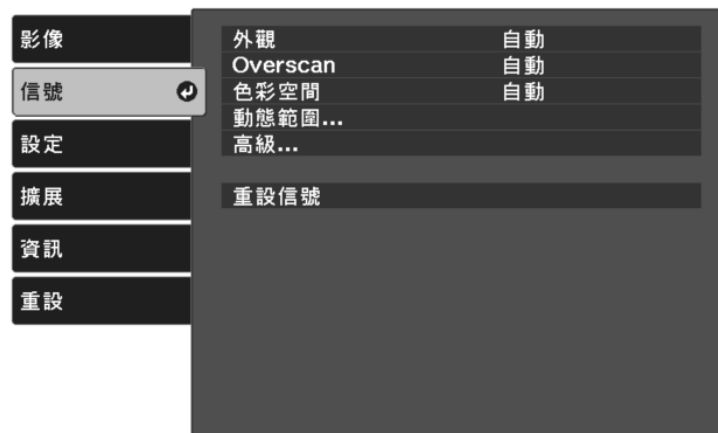 影像
信號
設定
擴展
資訊
重設
外觀 自動
Overscan 自動
色彩空間 自動
動態範圍...
高級...
重設信號